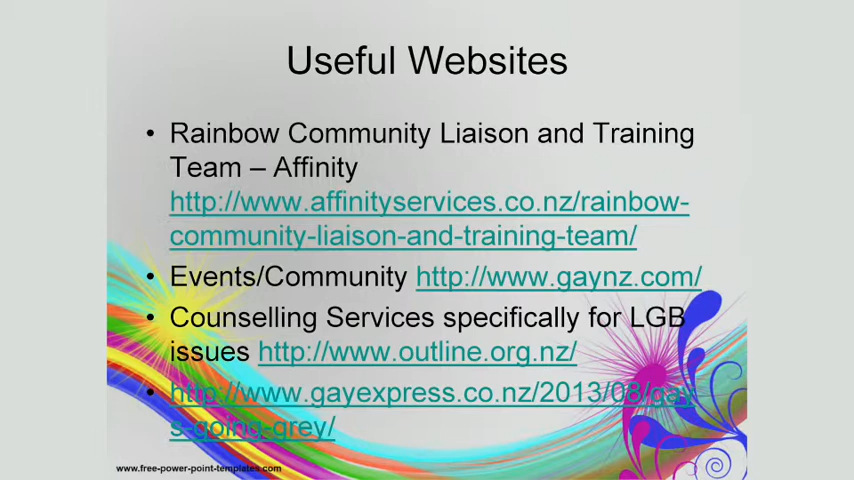 Useful Websites
• Rainbow Community Liaison and Training
Team – Affinity
http://www.affinityservices.co.nz/rainbow-
community-liaison-and-training-team/
• Events/Community http://www.gaynz.com/
• Counselling Services specifically for LGB
issues http://www.outline.org.nz/
• http://www.gayexpress.co.nz/2013/08/gay
s-going-grey/
www.free-power-point-templates.com